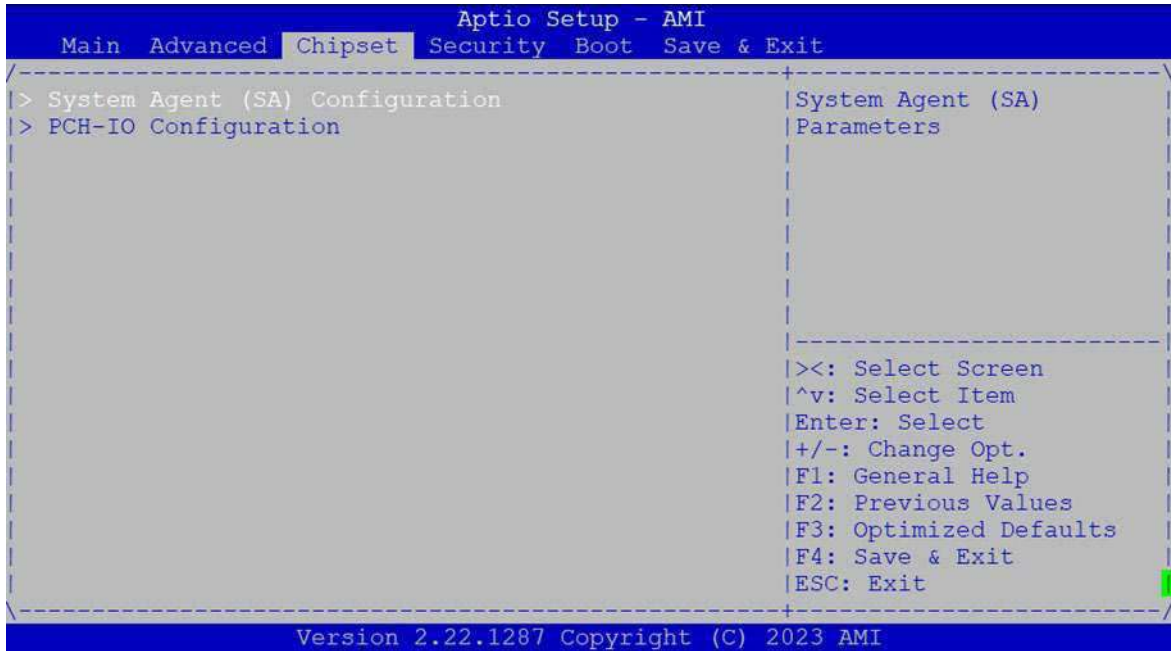 Aptio Setup - AMI
Main Advanced Chipset Security Boot Save & Exit
> System Agent (SA) Configuration
> PCH-IO Configuration
System Agent (SA)
Parameters
><: Select Screen
^v: Select Item
Enter: Select
+/-: Change Opt.
F1: General Help
F2: Previous Values
F3: Optimized Defaults
F4: Save & Exit
ESC: Exit
Version 2.22.1287 Copyright (C) 2023 AMI